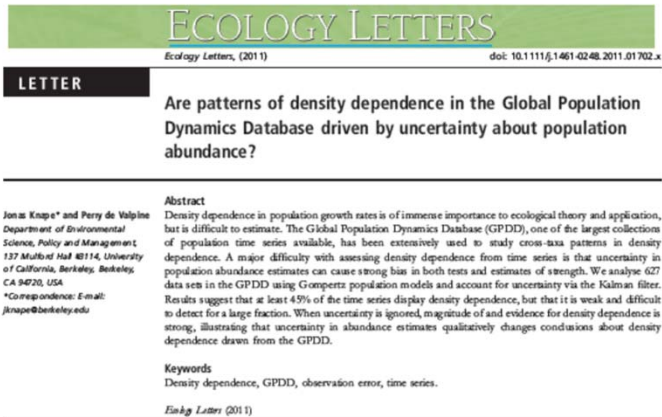 ECOLOGY LETTERS
Ecology Letters, (2011)
doi: 10.1111/j.1461-0248.2011.01702.x
LETTER
Are patterns of density dependence in the Global Population
Dynamics Database driven by uncertainty about population
abundance?
Jonas Knape* and Perry de Valpine
Department of Environmental
Science, Policy and Management,
137 Mulford Hall #3114, University
of California, Berkeley, Berkeley,
CA 94720, USA
*Correspondence: E-mail:
jknape@berkeley.edu
Abstract
Density dependence in population growth rates is of immense importance to ecological theory and application,
but is difficult to estimate. The Global Population Dynamics Database (GPDD), one of the largest collections
of population time series available, has been extensively used to study cross-taxa patterns in density
dependence. A major difficulty with assessing density dependence from time series is that uncertainty in
population abundance estimates can cause strong bias in both tests and estimates of strength. We analyse 627
data sets in the GPDD using Gompertz population models and account for uncertainty via the Kalman filter.
Results suggest that at least 45% of the time series display density dependence, but that it is weak and difficult
to detect for a large fraction. When uncertainty is ignored, magnitude of and evidence for density dependence is
strong, illustrating that uncertainty in abundance estimates qualitatively changes conclusions about density
dependence drawn from the GPDD.
Keywords
Density dependence, GPDD, observation error, time series.
Ecology Letters (2011)